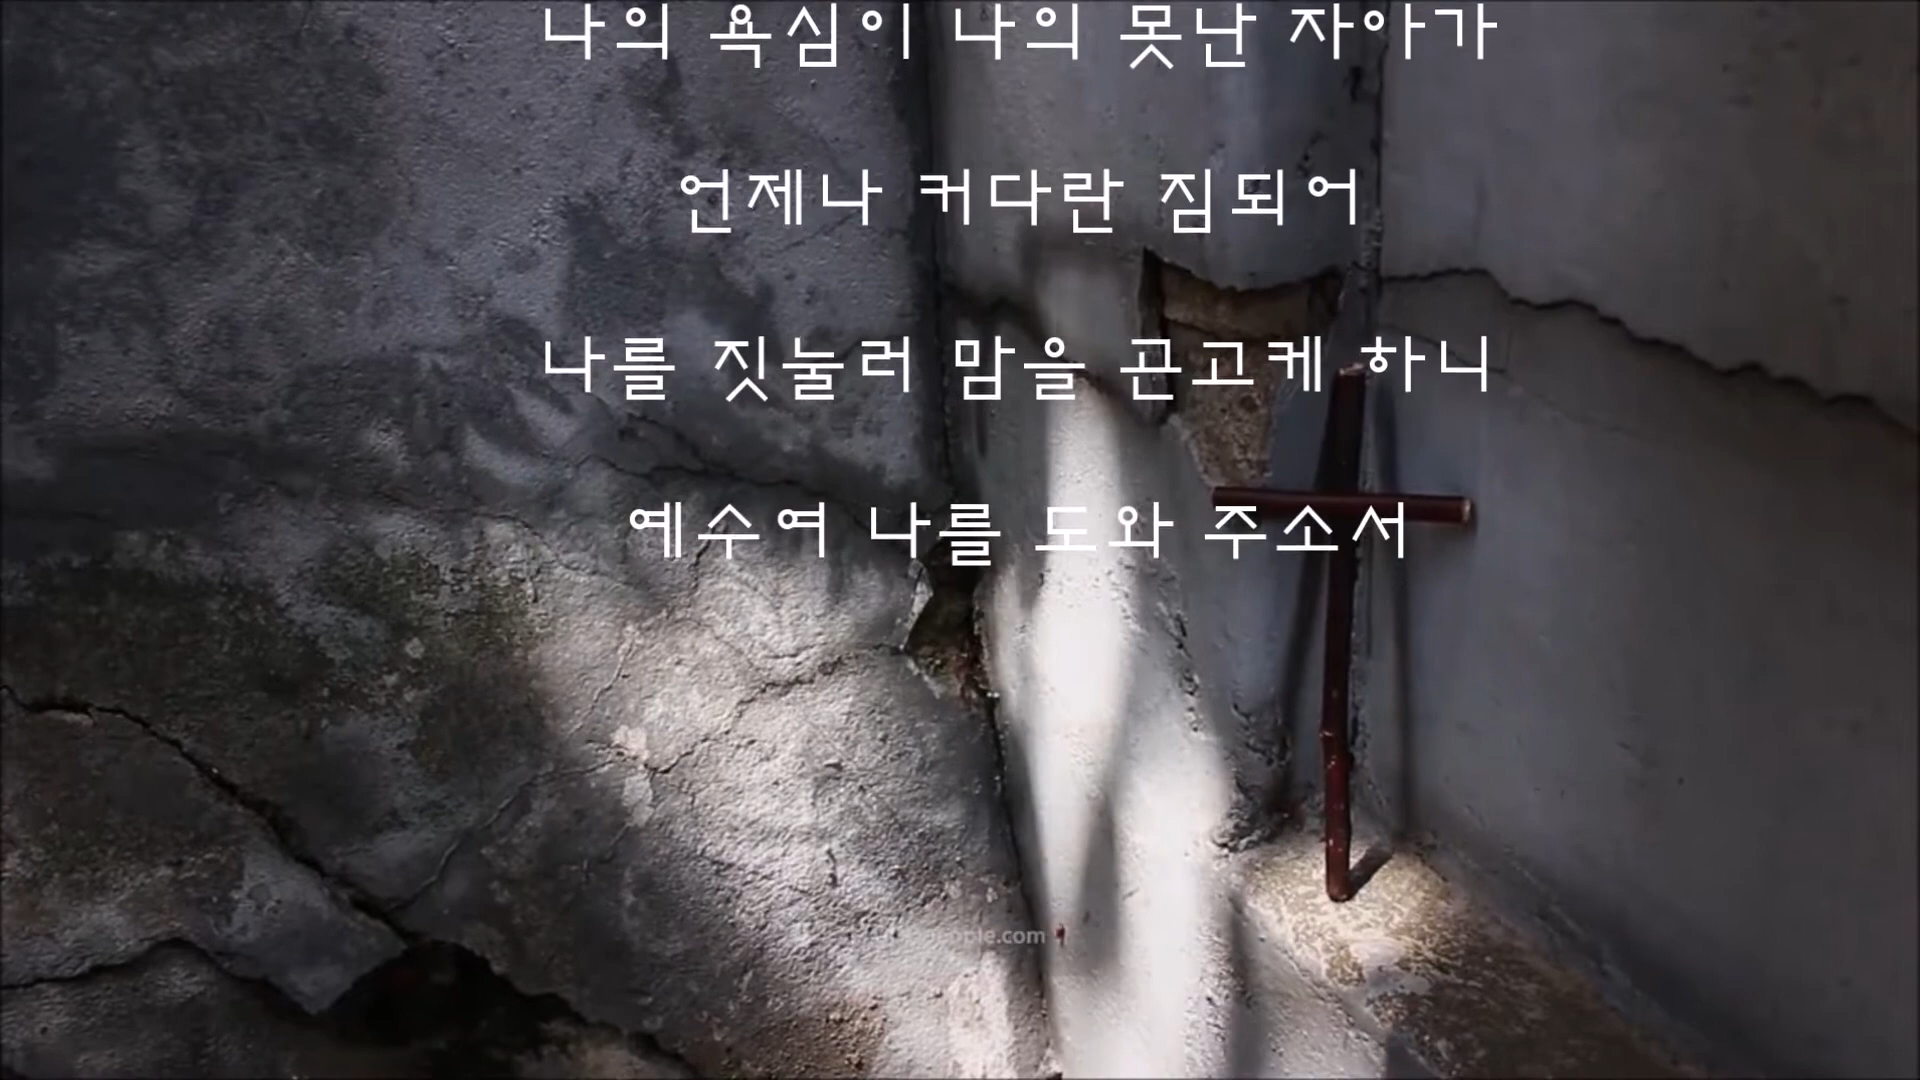 나의 욕심이 나의 못난 자아가
언제나 커다란 짐되어
나를 짓눌러 맘을 곤고케 하니
예수여 나를 도와 주소서